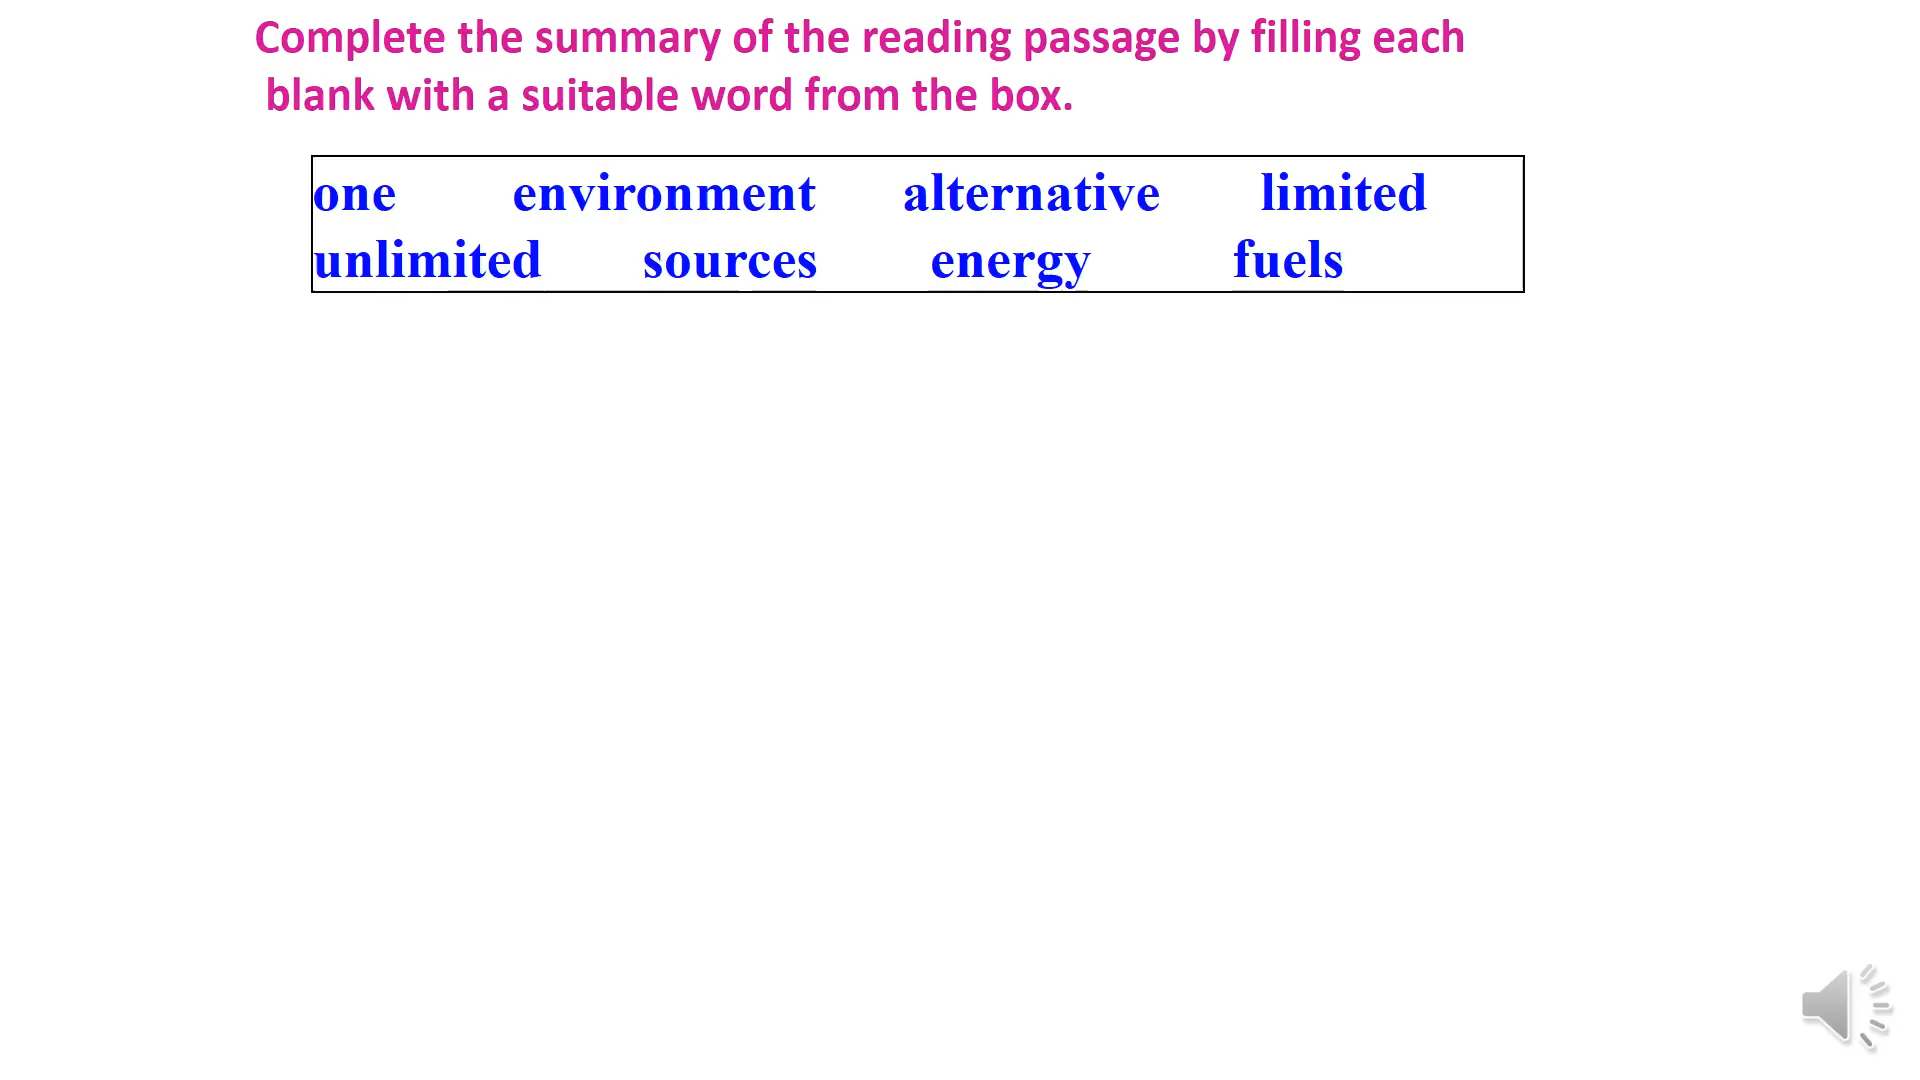 Complete the summary of the reading passage by filling each
blank with a suitable word from the box.
one environment alternative limited
unlimited sources energy fuels